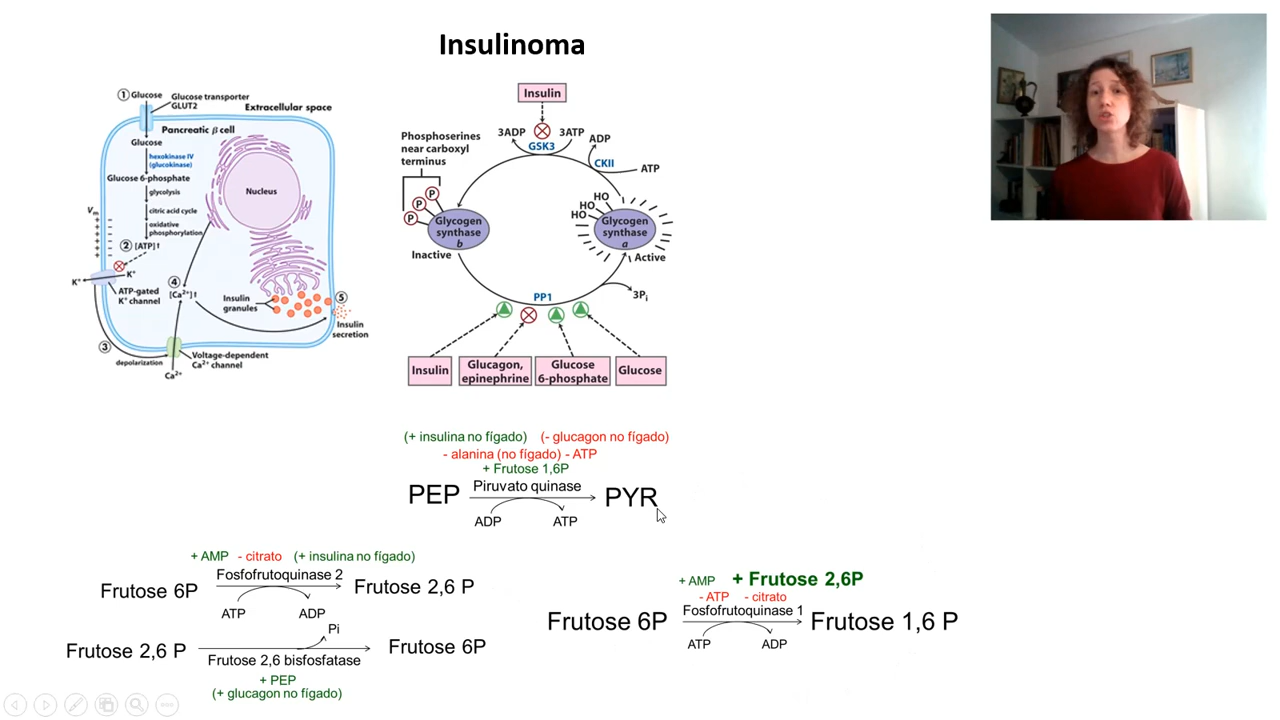 Insulinoma
① Glucose
Glucose transporter
GLUT2
Extracellular space
Pancreatic β cell
Glucose
hexokinase IV
(glucokinase)
Glucose 6-phosphate
glycolysis
citric acid cycle
oxidative
phosphorylation
Nucleus
Vm
② [ATP]↑
K⁺
K⁺
ATP-gated
K⁺ channel
④
[Ca²⁺]↑
Insulin
granules
⑤
Insulin
secretion
③
depolarization
Voltage-dependent
Ca²⁺ channel
Ca²⁺
Insulin
3ADP
3ATP
GSK3
ADP
CKII
ATP
Phosphoserines
near carboxyl
terminus
P
P
P
HO
HO
HO
Glycogen
synthase
b
Inactive
Glycogen
synthase
a
Active
PP1
3Pi
Insulin
Glucagon,
epinephrine
Glucose
6-phosphate
Glucose
(+ insulina no fígado) (- glucagon no fígado)
- alanina (no fígado) - ATP
+ Frutose 1,6P
PEP Piruvato quinase PYR
ADP ATP
+ AMP - citrato (+ insulina no fígado)
Frutose 6P Fosfofrutoquinase 2 Frutose 2,6 P
ATP ADP
Pi
Frutose 2,6 P Frutose 6P
Frutose 2,6 bisfosfatase
+ PEP
(+ glucagon no fígado)
+ AMP + Frutose 2,6P
- ATP - citrato
Frutose 6P Fosfofrutoquinase 1 Frutose 1,6 P
ATP ADP